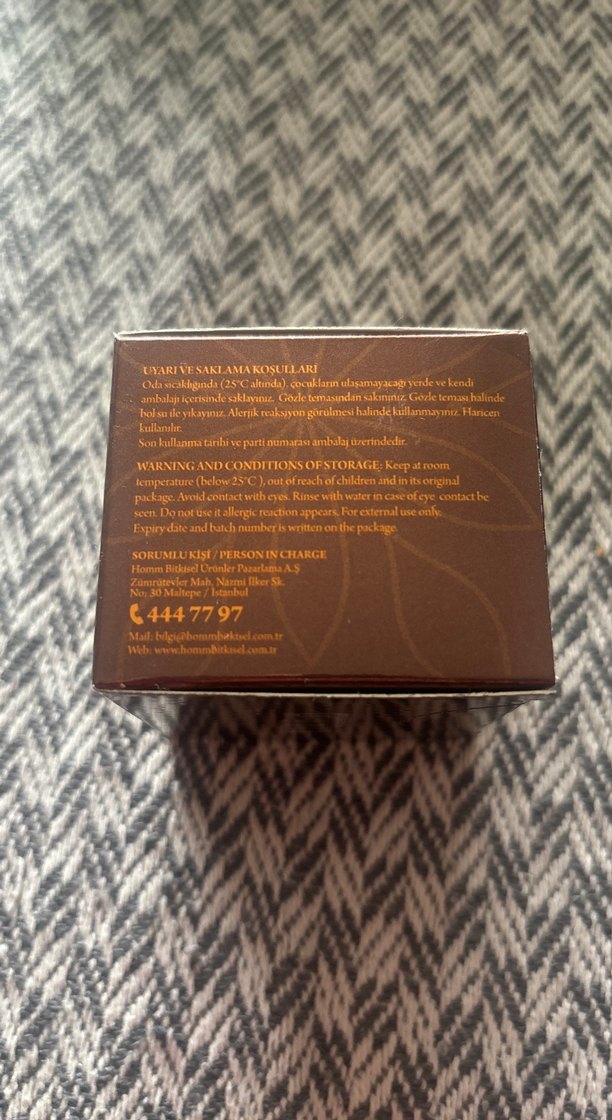 UYARI VE SAKLAMA KOŞULLARI
Oda sıcaklığında (25°C altında), çocukların ulaşamayacağı yerde ve kendi
ambalajı içerisinde saklayınız. Gözle temasından sakınınız. Gözle teması halinde
bol su ile yıkayınız. Alerjik reaksiyon görülmesi halinde kullanmayınız. Haricen
kullanılır.
Son kullanma tarihi ve parti numarası ambalaj üzerindedir.
WARNING AND CONDITIONS OF STORAGE: Keep at room
temperature (below 25°C ), out of reach of children and in its original
package. Avoid contact with eyes. Rinse with water in case of eye contact be
seen. Do not use it allergic reaction appears. For external use only.
Expiry date and batch number is written on the package.
SORUMLU KİŞİ / PERSON IN CHARGE
Homm Bitkisel Ürünler Pazarlama A.Ş
Zümrütevler Mah. Nazmi İlker Sk.
No: 30 Maltepe / İstanbul
444 77 97
Mail: bilgi@hommbitkisel.com.tr
Web: www.hommbitkisel.com.tr